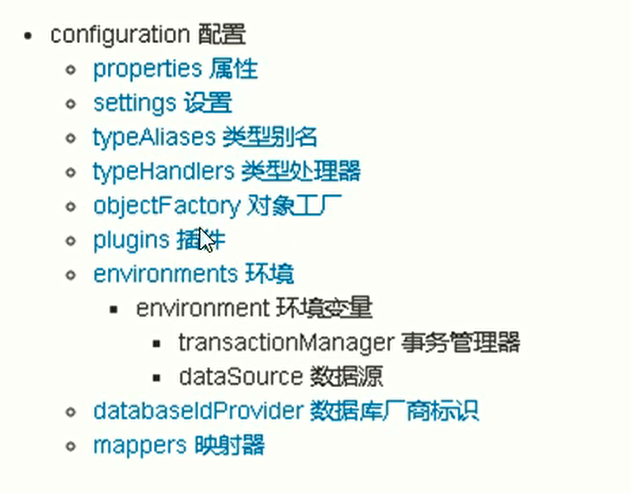 configuration 配置
properties 属性
settings 设置
typeAliases 类型别名
typeHandlers 类型处理器
objectFactory 对象工厂
plugins 插件
environments 环境
environment 环境变量
transactionManager 事务管理器
dataSource 数据源
databaseIdProvider 数据库厂商标识
mappers 映射器